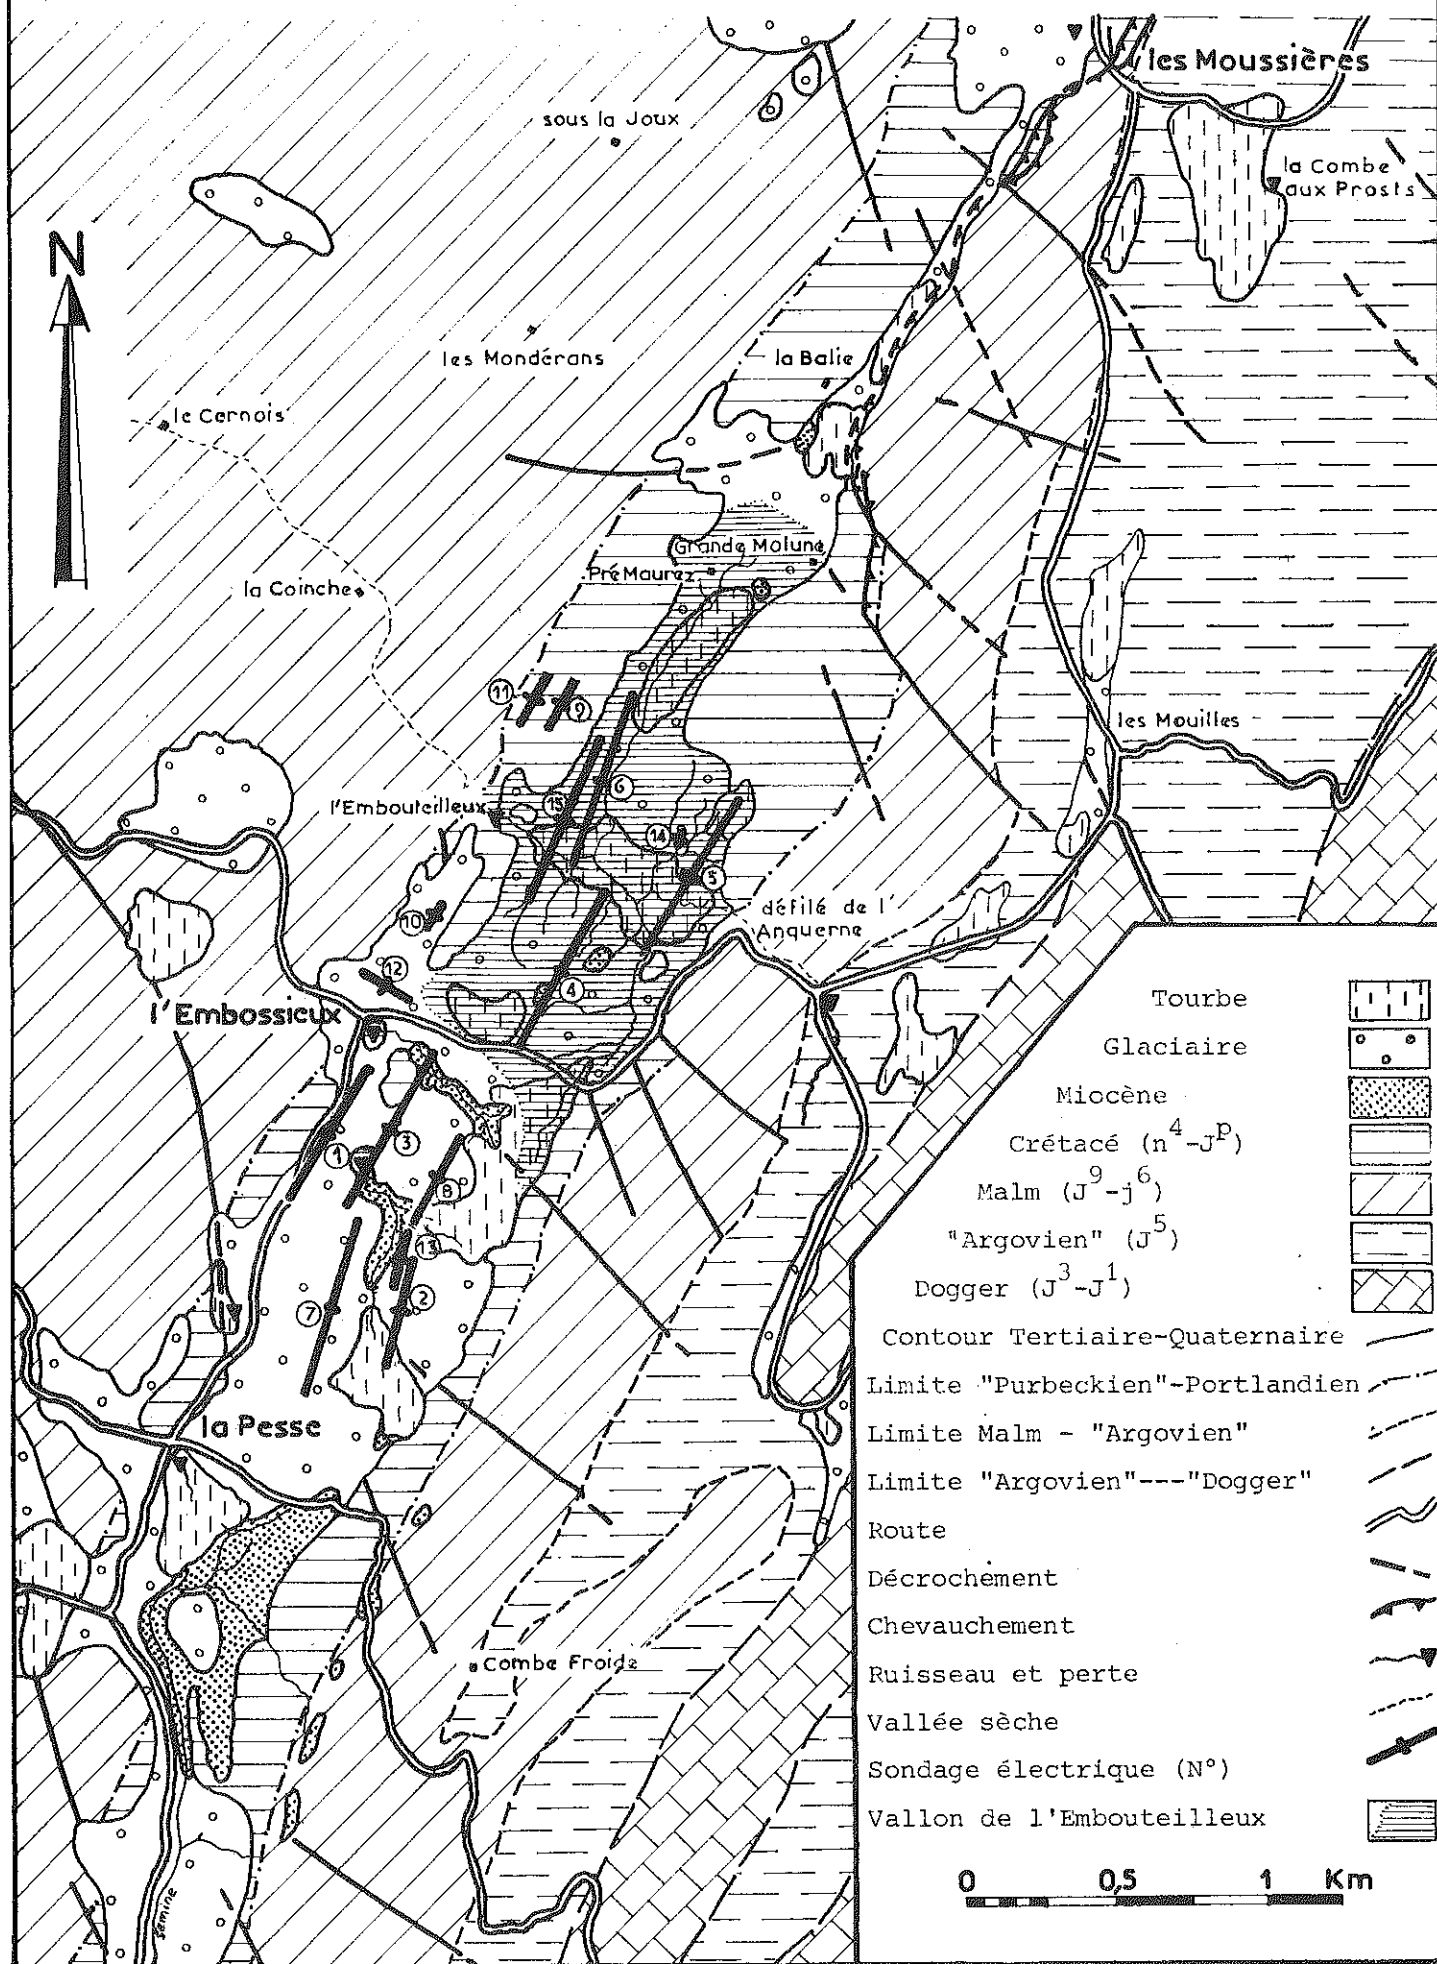 les Moussières
sous la Joux
la Combe
aux Prosts
N
les Mondérans
la Balie
le Cernois
Grande Molune
Pré Maurez
la Coinche
11
9
les Mouilles
6
l'Embouteilleux
15
14
5
défilé de l'
Anquerne
10
12
4
l'Embossieux
3
1
8
13
7
2
la Pesse
Combe Froide
Semine
Tourbe
Glaciaire
Miocène
Crétacé (n⁴-Jᵖ)
Malm (J⁹-j⁶)
"Argovien" (J⁵)
Dogger (J³-J¹)
Contour Tertiaire-Quaternaire
Limite "Purbeckien"-Portlandien
Limite Malm - "Argovien"
Limite "Argovien"---"Dogger"
Route
Décrochement
Chevauchement
Ruisseau et perte
Vallée sèche
Sondage électrique (N°)
Vallon de l'Embouteilleux
0 0,5 1 Km